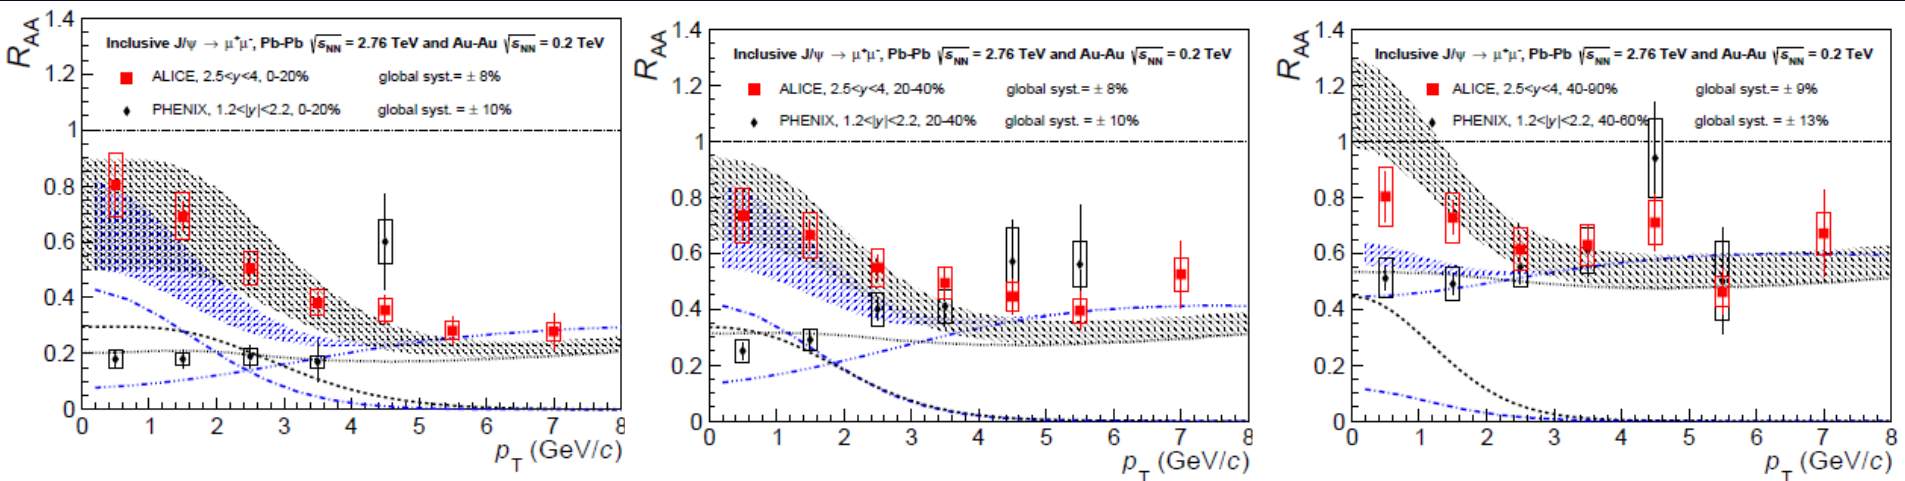 R_AA
1.4
1.2
1
0.8
0.6
0.4
0.2
0
Inclusive J/ψ → μ⁺μ⁻, Pb-Pb √s_NN = 2.76 TeV and Au-Au √s_NN = 0.2 TeV
ALICE, 2.5<y<4, 0-20% global syst.= ± 8%
PHENIX, 1.2<|y|<2.2, 0-20% global syst. = ± 10%
0 1 2 3 4 5 6 7 8
p_T (GeV/c)
R_AA
1.4
1.2
1
0.8
0.6
0.4
0.2
0
Inclusive J/ψ → μ⁺μ⁻, Pb-Pb √s_NN = 2.76 TeV and Au-Au √s_NN = 0.2 TeV
ALICE, 2.5<y<4, 20-40% global syst.= ± 8%
PHENIX, 1.2<|y|<2.2, 20-40% global syst. = ± 10%
0 1 2 3 4 5 6 7 8
p_T (GeV/c)
R_AA
1.4
1.2
1
0.8
0.6
0.4
0.2
0
Inclusive J/ψ → μ⁺μ⁻, Pb-Pb √s_NN = 2.76 TeV and Au-Au √s_NN = 0.2 TeV
ALICE, 2.5<y<4, 40-90% global syst.= ± 9%
PHENIX, 1.2<|y|<2.2, 40-60% global syst. = ± 13%
0 1 2 3 4 5 6 7 8
p_T (GeV/c)